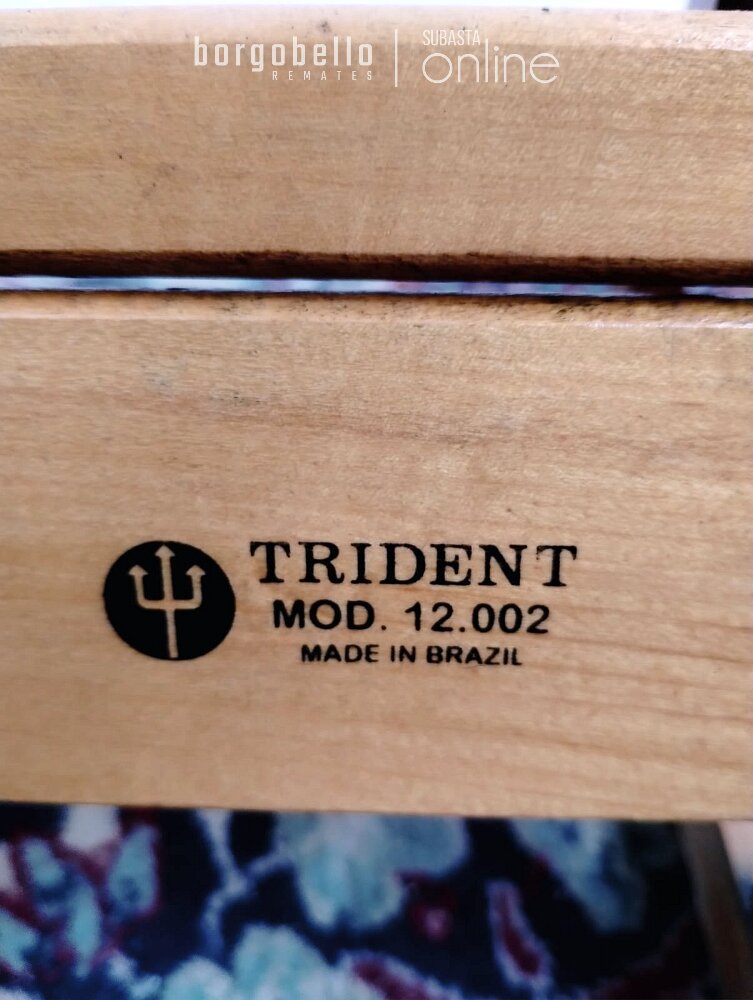 borgobello
REMATES
SUBASTA
online
TRIDENT
MOD. 12.002
MADE IN BRAZIL